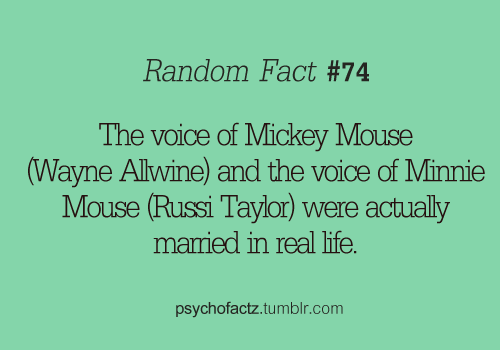 Random Fact #74
The voice of Mickey Mouse
(Wayne Allwine) and the voice of Minnie
Mouse (Russi Taylor) were actually
married in real life.
psychofactz.tumblr.com